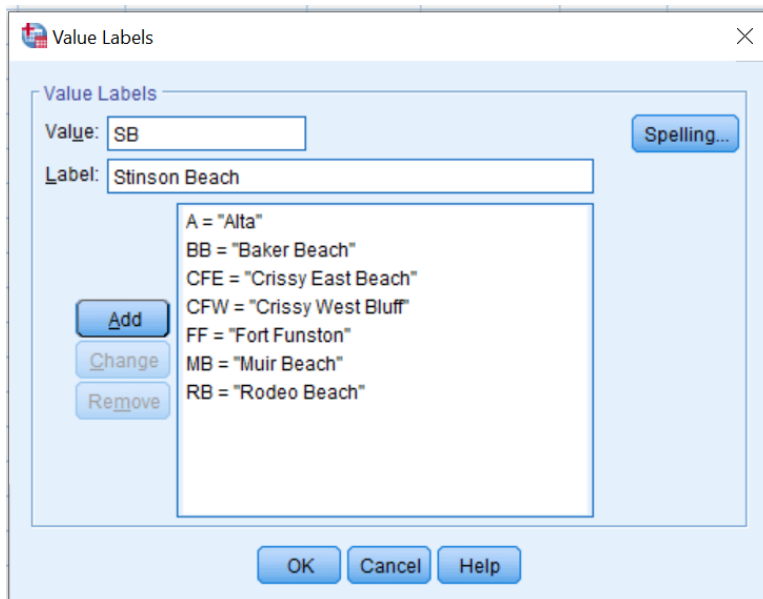 Value Labels
Value Labels
Value: SB
Spelling...
Label: Stinson Beach
A = "Alta"
BB = "Baker Beach"
CFE = "Crissy East Beach"
CFW = "Crissy West Bluff"
FF = "Fort Funston"
MB = "Muir Beach"
RB = "Rodeo Beach"
Add
Change
Remove
OK Cancel Help